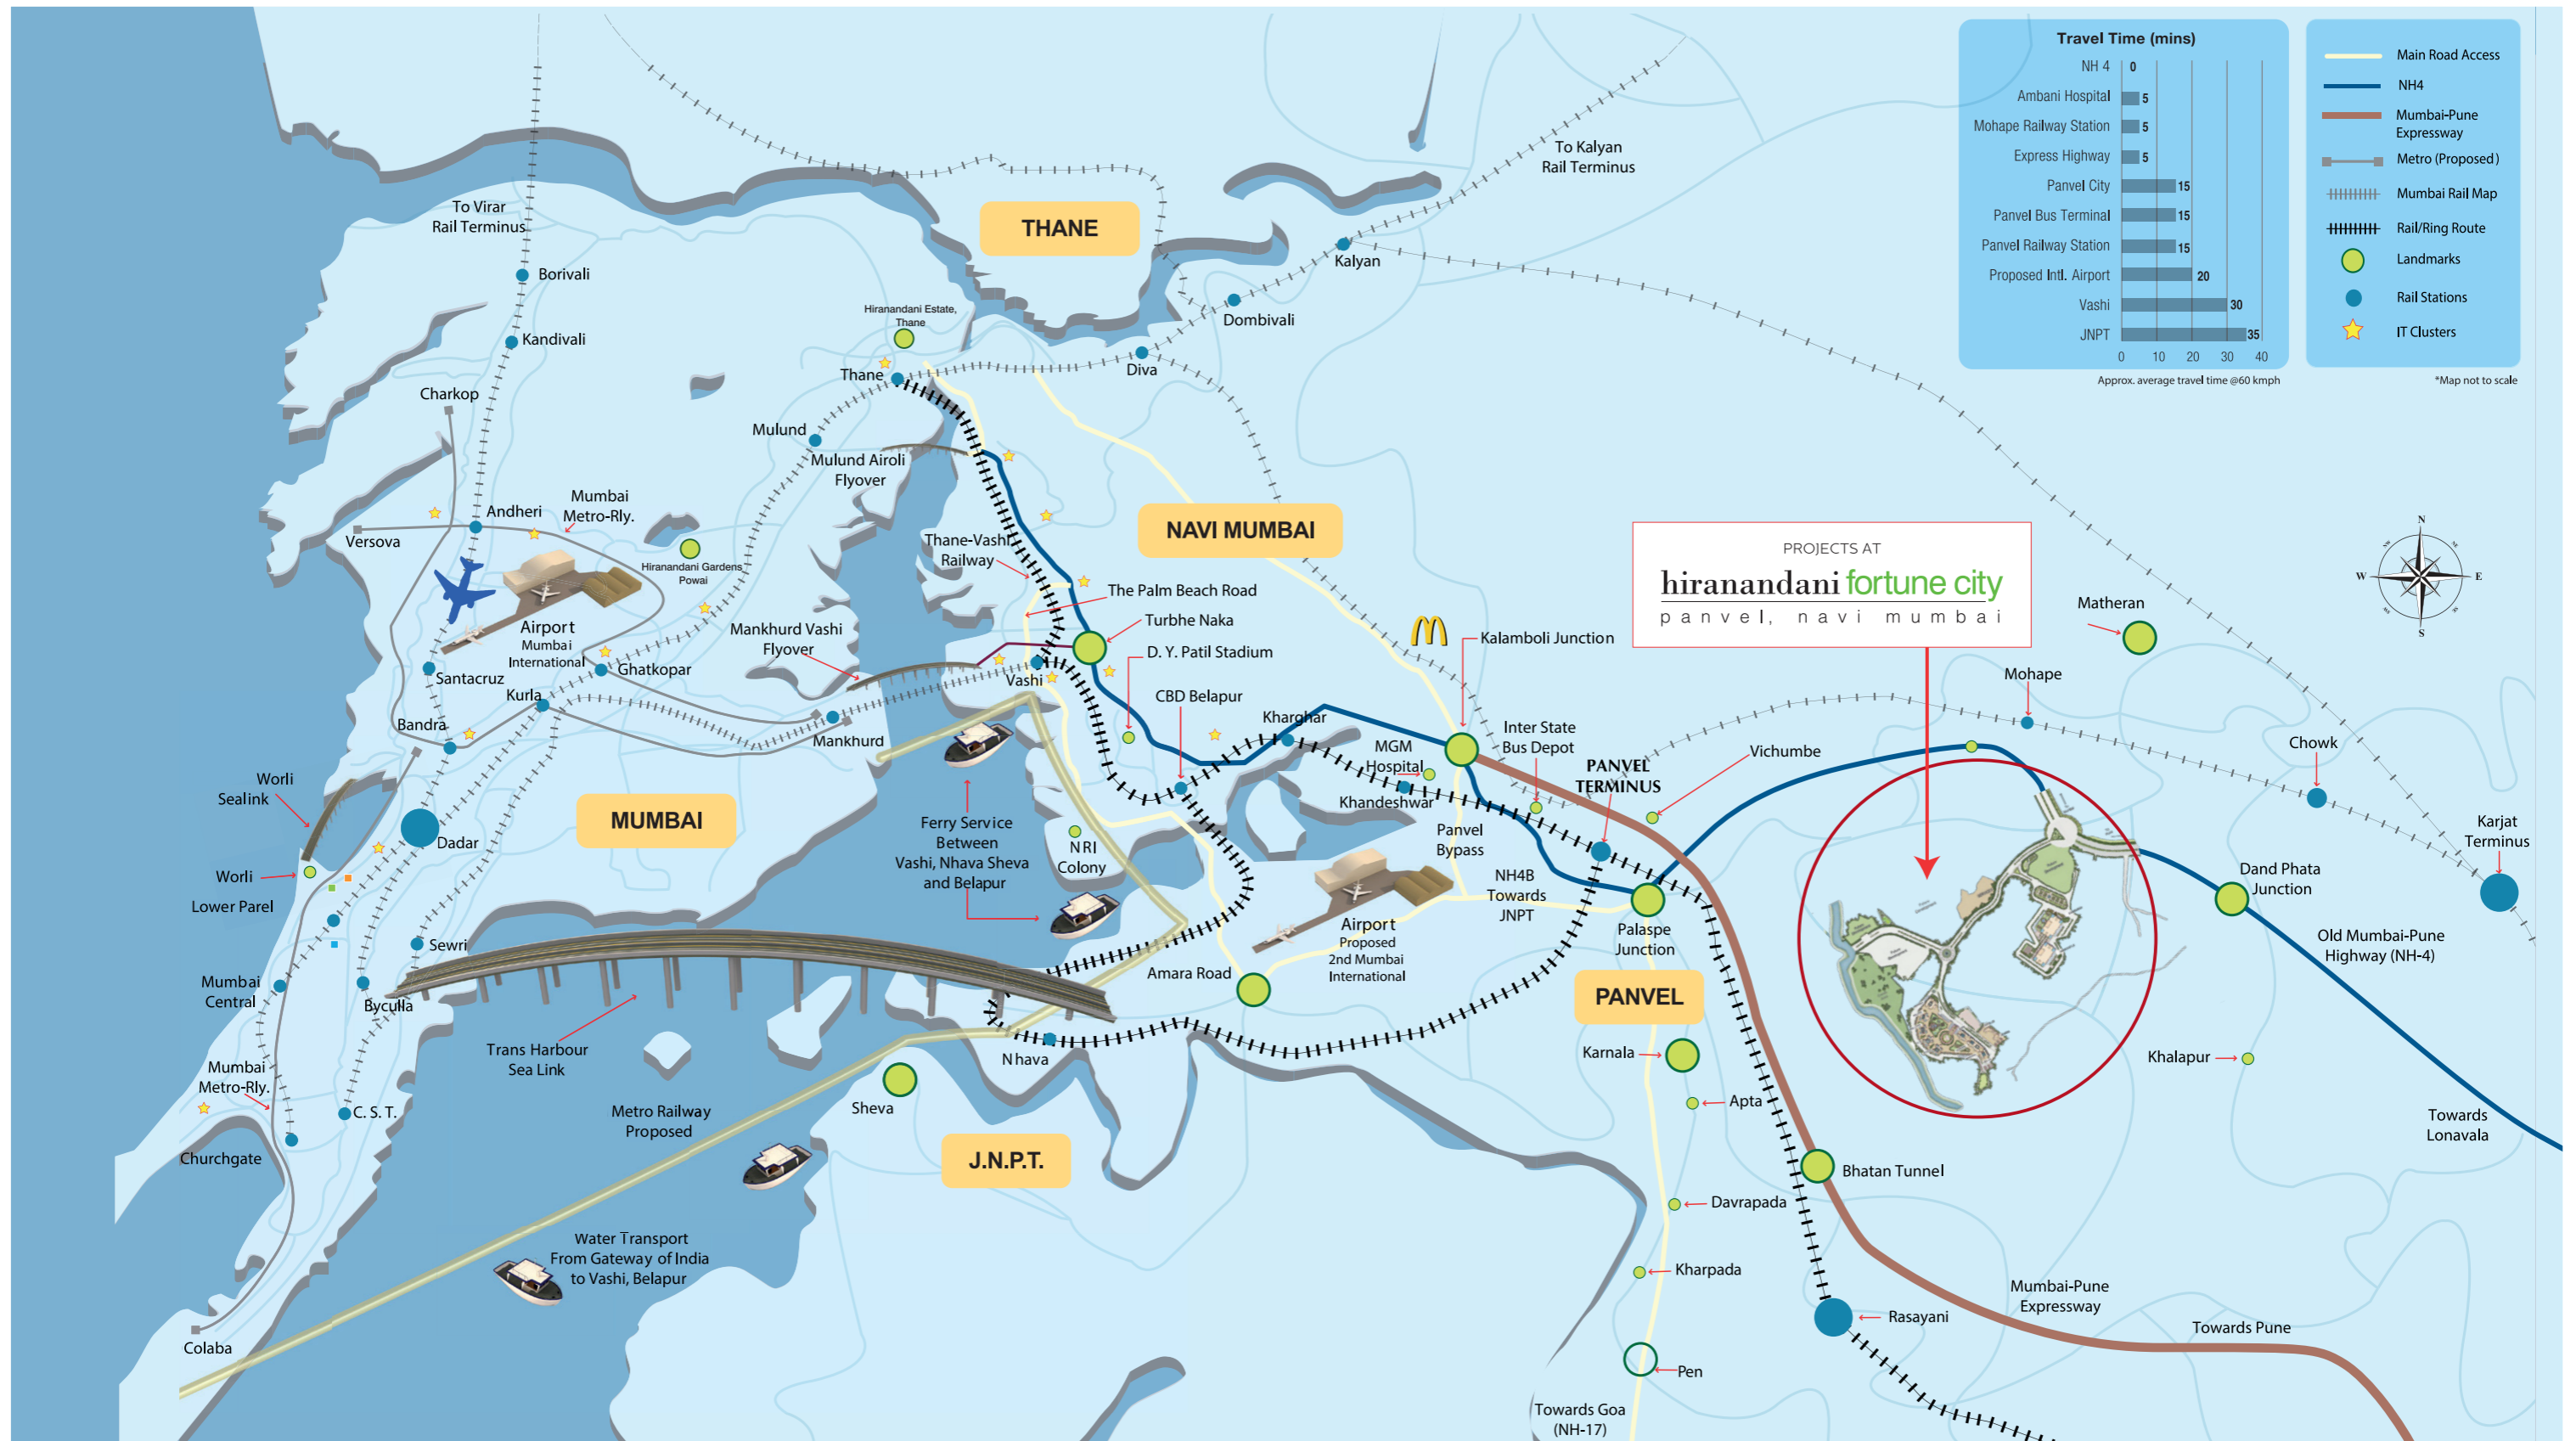 Travel Time (mins)
NH 4 0
Ambani Hospital 5
Mohape Railway Station 5
Express Highway 5
Panvel City 15
Panvel Bus Terminal 15
Panvel Railway Station 15
Proposed Intl. Airport 20
Vashi 30
JNPT 35
0 10 20 30 40
Approx. average travel time @60 kmph
Main Road Access
NH4
Mumbai-Pune
Expressway
Metro (Proposed)
Mumbai Rail Map
Rail/Ring Route
Landmarks
Rail Stations
IT Clusters
*Map not to scale
To Kalyan
Rail Terminus
To Virar
Rail Terminus
THANE
Borivali
Kalyan
Hiranandani Estate,
Thane
Dombivali
Kandivali
Thane
Diva
Charkop
Mulund
Mulund Airoli
Flyover
Mumbai
Metro-Rly.
Andheri
Versova
NAVI MUMBAI
Thane-Vashi
Railway
Hiranandani Gardens
Powai
PROJECTS AT
hiranandani fortune city
panvel, navi mumbai
N
W
E
S
The Palm Beach Road
Matheran
Turbhe Naka
Airport
Mumbai
International
Mankhurd Vashi
Flyover
Kalamboli Junction
D. Y. Patil Stadium
Ghatkopar
Santacruz
Vashi
Mohape
Kurla
CBD Belapur
Kharghar
Bandra
Mankhurd
Inter State
Bus Depot
MGM
Hospital
Vichumbe
Chowk
PANVEL
TERMINUS
Worli
Sealink
Khandeshwar
MUMBAI
Ferry Service
Between
Vashi, Nhava Sheva
and Belapur
Panvel
Bypass
Karjat
Terminus
Dadar
NRI
Colony
Worli
NH4B
Towards
JNPT
Dand Phata
Junction
Lower Parel
Airport
Proposed
2nd Mumbai
International
Palaspe
Junction
Old Mumbai-Pune
Highway (NH-4)
Sewri
Amara Road
Mumbai
Central
Byculla
PANVEL
Trans Harbour
Sea Link
Nhava
Karnala
Khalapur
Mumbai
Metro-Rly.
Sheva
Apta
C. S. T.
Metro Railway
Proposed
Towards
Lonavala
Churchgate
J.N.P.T.
Bhatan Tunnel
Davrapada
Water Transport
From Gateway of India
to Vashi, Belapur
Kharpada
Mumbai-Pune
Expressway
Rasayani
Towards Pune
Colaba
Pen
Towards Goa
(NH-17)